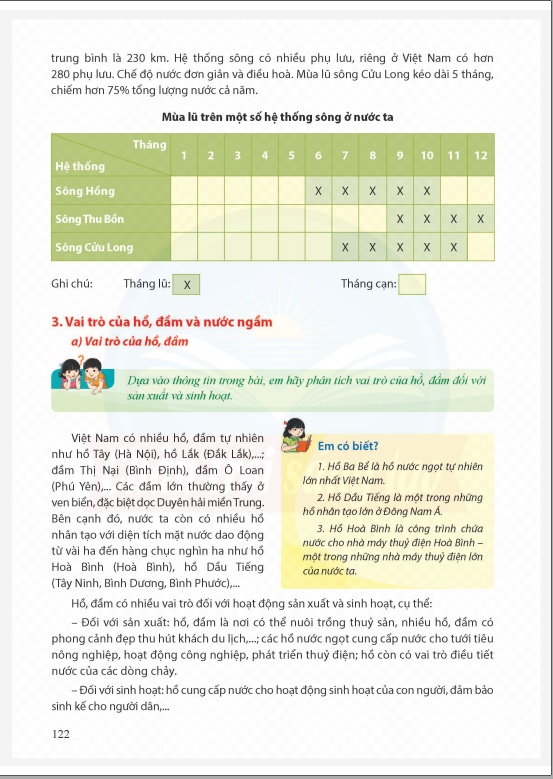 trung bình là 230 km. Hệ thống sông có nhiều phụ lưu, riêng ở Việt Nam có hơn
280 phụ lưu. Chế độ nước đơn giản và điều hoà. Mùa lũ sông Cửu Long kéo dài 5 tháng,
chiếm hơn 75% tổng lượng nước cả năm.
Mùa lũ trên một số hệ thống sông ở nước ta
Tháng
Hệ thống
1 2 3 4 5 6 7 8 9 10 11 12
Sông Hồng X X X X X
Sông Thu Bồn X X X X
Sông Cửu Long X X X X X
Ghi chú: Tháng lũ: X Tháng cạn:
3. Vai trò của hồ, đầm và nước ngầm
a) Vai trò của hồ, đầm
?
Dựa vào thông tin trong bài, em hãy phân tích vai trò của hồ, đầm đối với
sản xuất và sinh hoạt.
Việt Nam có nhiều hồ, đầm tự nhiên
như hồ Tây (Hà Nội), hồ Lắk (Đắk Lắk),...;
đầm Thị Nại (Bình Định), đầm Ô Loan
(Phú Yên),... Các đầm lớn thường thấy ở
ven biển, đặc biệt dọc Duyên hải miền Trung.
Bên cạnh đó, nước ta còn có nhiều hồ
nhân tạo với diện tích mặt nước dao động
từ vài ha đến hàng chục nghìn ha như hồ
Hoà Bình (Hoà Bình), hồ Dầu Tiếng
(Tây Ninh, Bình Dương, Bình Phước),...
Em có biết?
1. Hồ Ba Bể là hồ nước ngọt tự nhiên
lớn nhất Việt Nam.
2. Hồ Dầu Tiếng là một trong những
hồ nhân tạo lớn ở Đông Nam Á.
3. Hồ Hoà Bình là công trình chứa
nước cho nhà máy thuỷ điện Hoà Bình –
một trong những nhà máy thuỷ điện lớn
của nước ta.
Hồ, đầm có nhiều vai trò đối với hoạt động sản xuất và sinh hoạt, cụ thể:
– Đối với sản xuất: hồ, đầm là nơi có thể nuôi trồng thuỷ sản, nhiều hồ, đầm có
phong cảnh đẹp thu hút khách du lịch,...; các hồ nước ngọt cung cấp nước cho tưới tiêu
nông nghiệp, hoạt động công nghiệp, phát triển thuỷ điện; hồ còn có vai trò điều tiết
nước của các dòng chảy.
– Đối với sinh hoạt: hồ cung cấp nước cho hoạt động sinh hoạt của con người, đảm bảo
sinh kế cho người dân,...
122